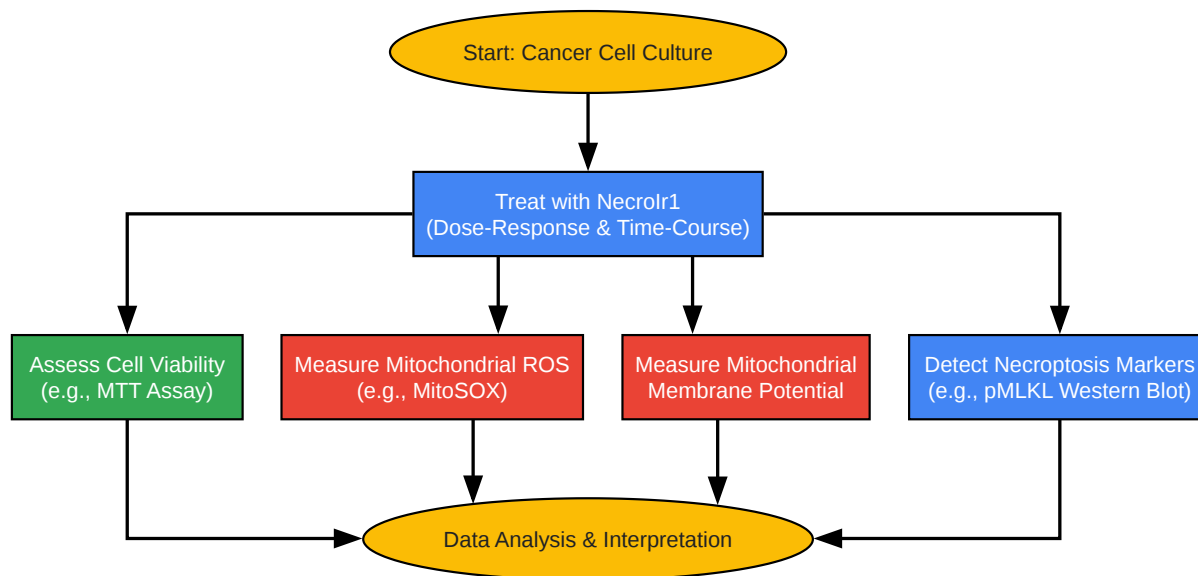 Start: Cancer Cell Culture
Treat with NecroIr1
(Dose-Response & Time-Course)
Assess Cell Viability
(e.g., MTT Assay)
Measure Mitochondrial ROS
(e.g., MitoSOX)
Measure Mitochondrial
Membrane Potential
Detect Necroptosis Markers
(e.g., pMLKL Western Blot)
Data Analysis & Interpretation